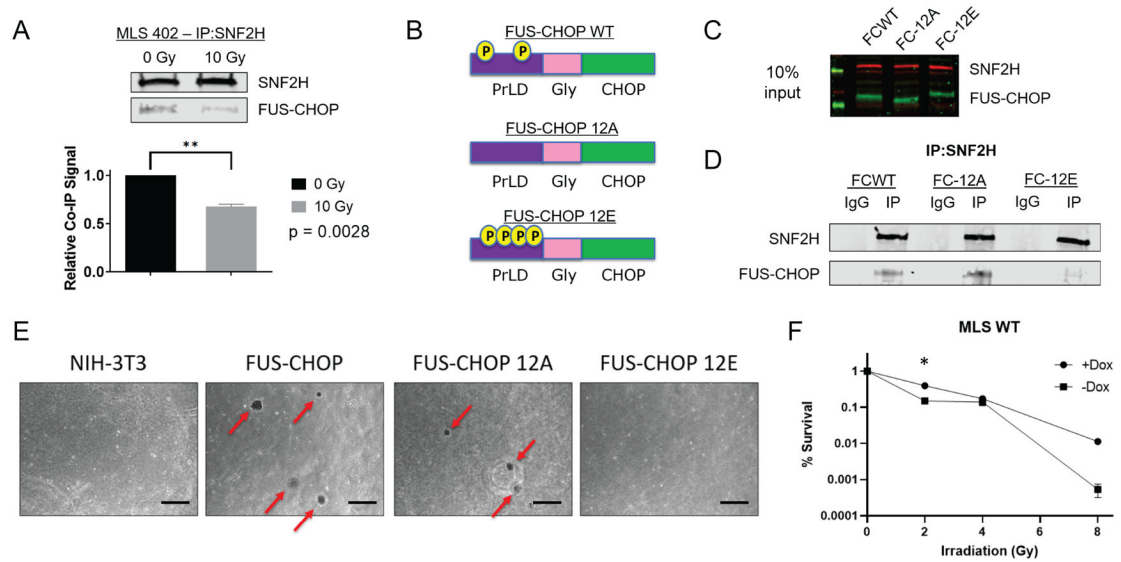 A
MLS 402 – IP:SNF2H
0 Gy 10 Gy
SNF2H
FUS-CHOP
**
Relative Co-IP Signal
1.0
0.5
0.0
0 Gy
10 Gy
p = 0.0028
B
FUS-CHOP WT
P P
PrLD Gly CHOP
FUS-CHOP 12A
PrLD Gly CHOP
FUS-CHOP 12E
P P P P
PrLD Gly CHOP
C
FCWT FC-12A FC-12E
10%
input
SNF2H
FUS-CHOP
D
IP:SNF2H
FCWT FC-12A FC-12E
IgG IP IgG IP IgG IP
SNF2H
FUS-CHOP
E
NIH-3T3 FUS-CHOP FUS-CHOP 12A FUS-CHOP 12E
F
MLS WT
% Survival
1
0.1
0.01
0.001
0.0001
*
+Dox
-Dox
0 2 4 6 8
Irradiation (Gy)